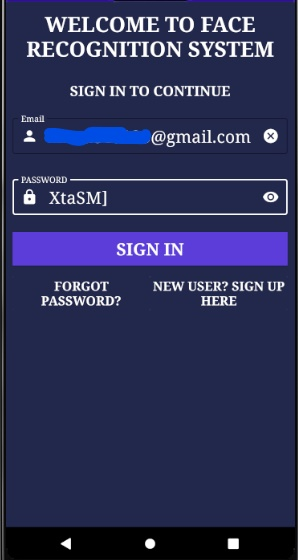 WELCOME TO FACE
RECOGNITION SYSTEM
SIGN IN TO CONTINUE
Email
@gmail.com
PASSWORD
XtaSM]
SIGN IN
FORGOT
PASSWORD?
NEW USER? SIGN UP
HERE